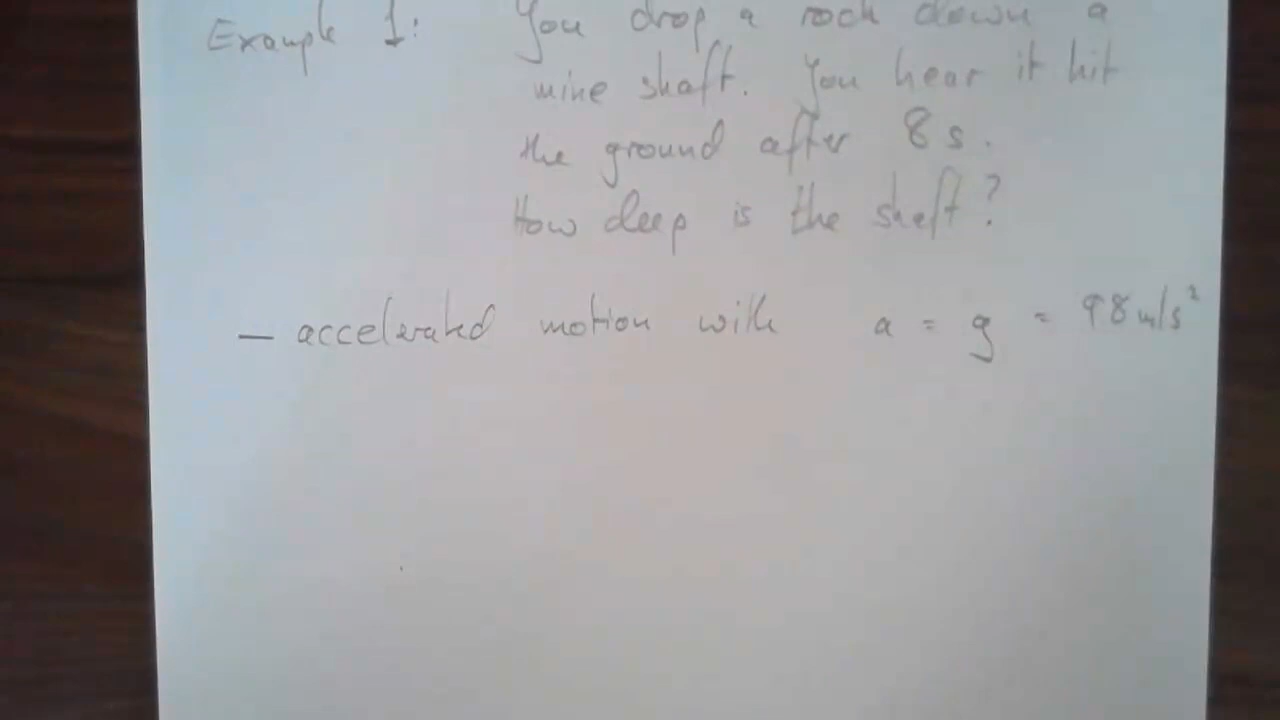 Example 1: You drop a rock down a
mine shaft. You hear it hit
the ground after 8 s.
How deep is the shaft?
— accelerated motion with a = g = 9.8 m/s²